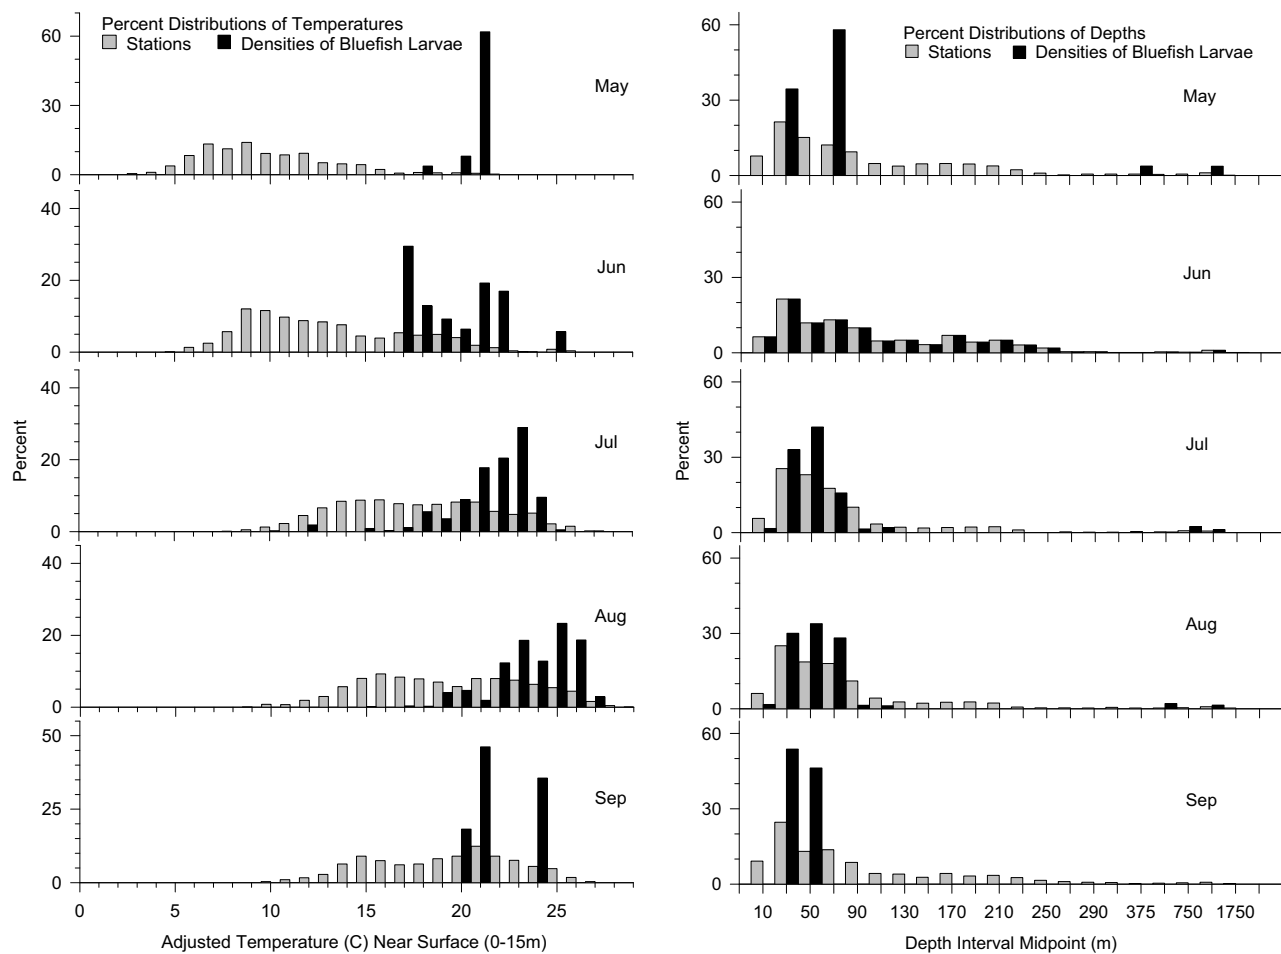 Percent Distributions of Temperatures
Stations Densities of Bluefish Larvae
60
30
0
May
40
20
0
Jun
40
20
0
Jul
40
20
0
Aug
50
25
0
Sep
Percent
0 5 10 15 20 25
Adjusted Temperature (C) Near Surface (0-15m)
Percent Distributions of Depths
Stations Densities of Bluefish Larvae
60
30
0
May
60
30
0
Jun
60
30
0
Jul
60
30
0
Aug
60
30
0
Sep
Percent
10 50 90 130 170 210 250 290 375 750 1750
Depth Interval Midpoint (m)